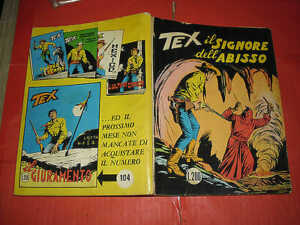 TEX
il SIGNORE
dell'ABISSO
L.200
TEX
il
GIURAMENTO
...ED IL
PROSSIMO
MESE NON
MANCATE DI
ACQUISTARE
IL NUMERO
104